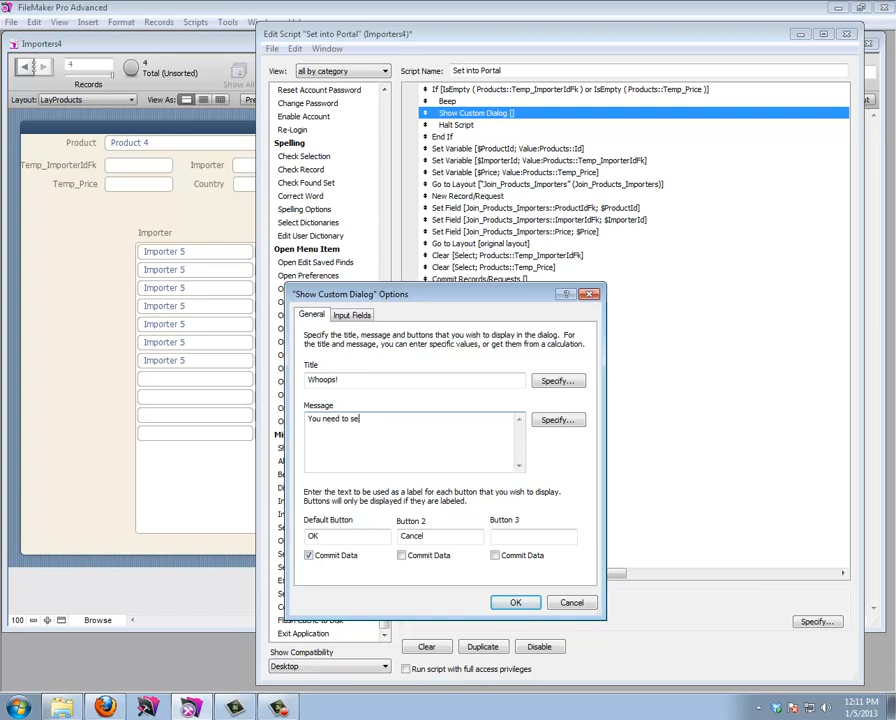 FileMaker Pro Advanced
File Edit View Insert Format Records Scripts Tools
Importers4
4
Records
4
Total (Unsorted)
Show All
Layout: LayProducts View As: Pre
Product Product 4
Temp_ImporterIdFk Importer
Temp_Price Country
Importer
Importer 5
Importer 5
Importer 5
Importer 5
Importer 5
Importer 5
Importer 5
100 Browse
Edit Script "Set into Portal" (Importers4)*
File Edit Window
View: all by category Script Name: Set into Portal
Reset Account Password
Change Password
Enable Account
Re-Login
Spelling
Check Selection
Check Record
Check Found Set
Correct Word
Spelling Options
Select Dictionaries
Edit User Dictionary
Open Menu Item
Open Edit Saved Finds
Open Preferences
Flush Cache to Disk
Exit Application
Show Compatibility
Desktop
If [IsEmpty ( Products::Temp_ImporterIdFk ) or IsEmpty ( Products::Temp_Price )]
Beep
Show Custom Dialog []
Halt Script
End If
Set Variable [$ProductId; Value:Products::Id]
Set Variable [$ImporterId; Value:Products::Temp_ImporterIdFk]
Set Variable [$Price; Value:Products::Temp_Price]
Go to Layout ["Join_Products_Importers" (Join_Products_Importers)]
New Record/Request
Set Field [Join_Products_Importers::ProductIdFk; $ProductId]
Set Field [Join_Products_Importers::ImporterIdFk; $ImporterId]
Set Field [Join_Products_Importers::Price; $Price]
Go to Layout [original layout]
Clear [Select; Products::Temp_ImporterIdFk]
Clear [Select; Products::Temp_Price]
Commit Records/Requests []
"Show Custom Dialog" Options
General Input Fields
Specify the title, message and buttons that you wish to display in the dialog. For
the title and message, you can enter specific values, or get them from a calculation.
Title
Whoops! Specify...
Message
You need to se Specify...
Enter the text to be used as a label for each button that you wish to display.
Buttons will only be displayed if they are labeled.
Default Button Button 2 Button 3
OK Cancel
Commit Data Commit Data Commit Data
OK Cancel
Specify...
Clear Duplicate Disable
Run script with full access privileges
12:11 PM
1/5/2013